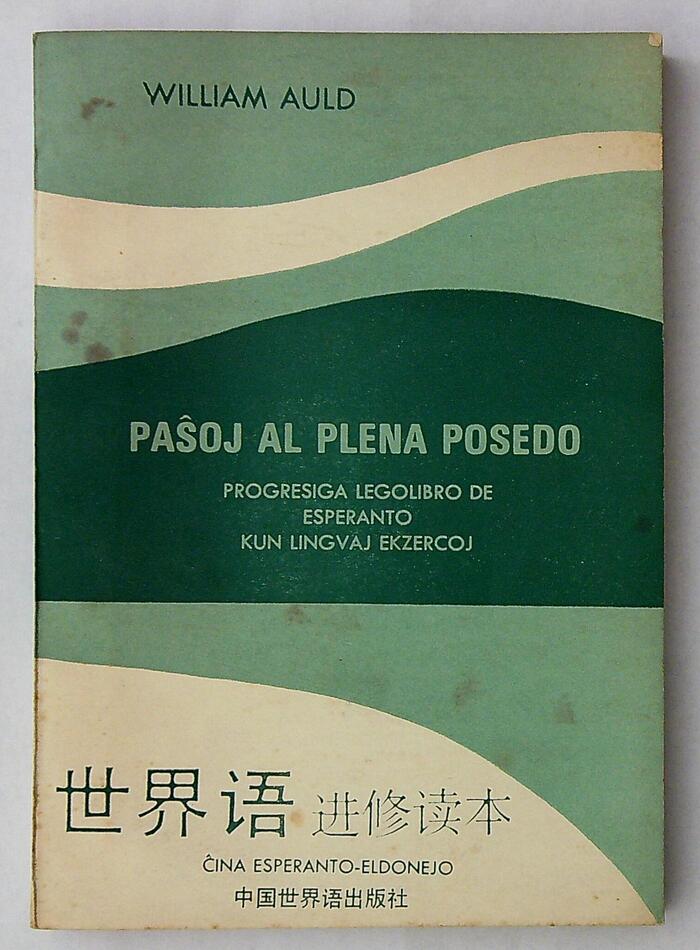 WILLIAM AULD
PAŜOJ AL PLENA POSEDO
PROGRESIGA LEGOLIBRO DE
ESPERANTO
KUN LINGVAJ EKZERCOJ
世界语 进修读本
ĈINA ESPERANTO-ELDONEJO
中国世界语出版社